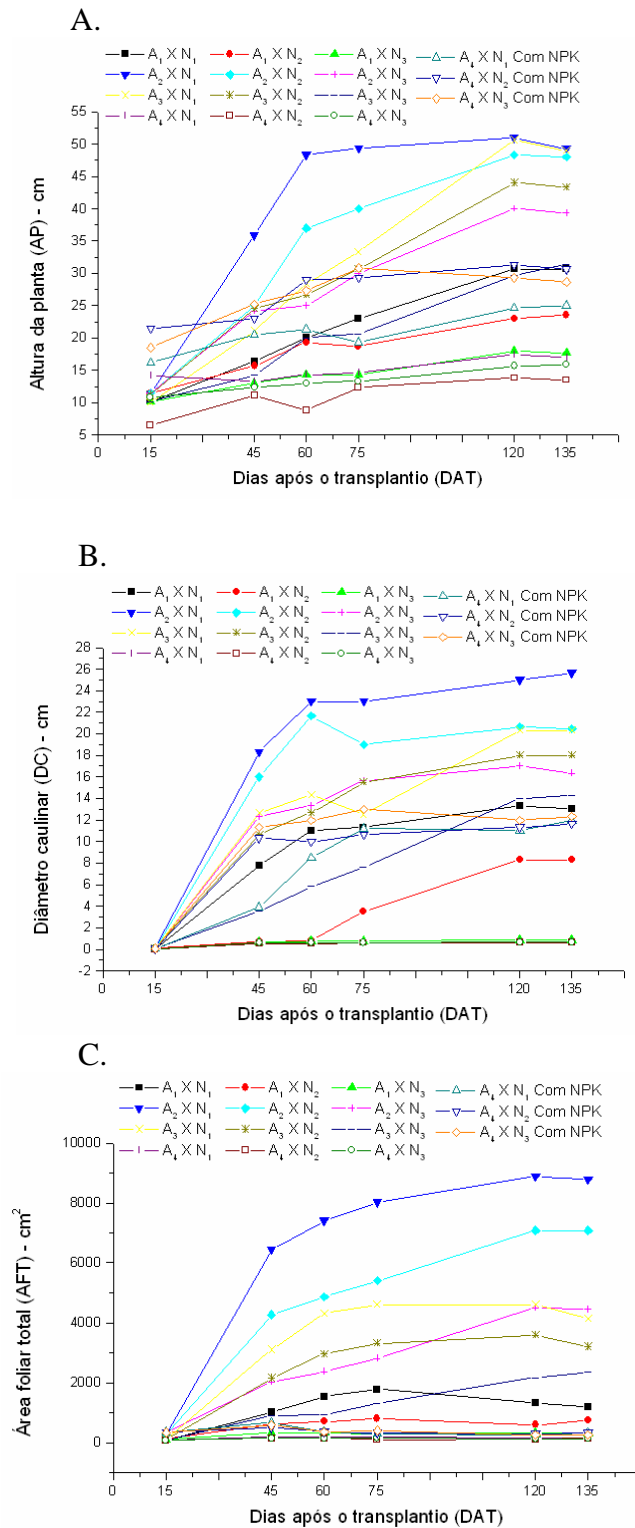 A.
A1 X N1 A1 X N2 A1 X N3 A4 X N1 Com NPK
A2 X N1 A2 X N2 A2 X N3 A4 X N2 Com NPK
A3 X N1 A3 X N2 A3 X N3 A4 X N3 Com NPK
A4 X N1 A4 X N2 A4 X N3
Altura da planta (AP) - cm
55
50
45
40
35
30
25
20
15
10
5
0 15 45 60 75 120 135
Dias após o transplantio (DAT)
B.
A1 X N1 A1 X N2 A1 X N3 A4 X N1 Com NPK
A2 X N1 A2 X N2 A2 X N3 A4 X N2 Com NPK
A3 X N1 A3 X N2 A3 X N3 A4 X N3 Com NPK
A4 X N1 A4 X N2 A4 X N3
Diâmetro caulinar (DC) - cm
28
26
24
22
20
18
16
14
12
10
8
6
4
2
0
-2
0 15 45 60 75 120 135
Dias após o transplantio (DAT)
C.
A1 X N1 A1 X N2 A1 X N3 A4 X N1 Com NPK
A2 X N1 A2 X N2 A2 X N3 A4 X N2 Com NPK
A3 X N1 A3 X N2 A3 X N3 A4 X N3 Com NPK
A4 X N1 A4 X N2 A4 X N3
Área foliar total (AFT) - cm²
10000
8000
6000
4000
2000
0
0 15 45 60 75 120 135
Dias após o transplantio (DAT)